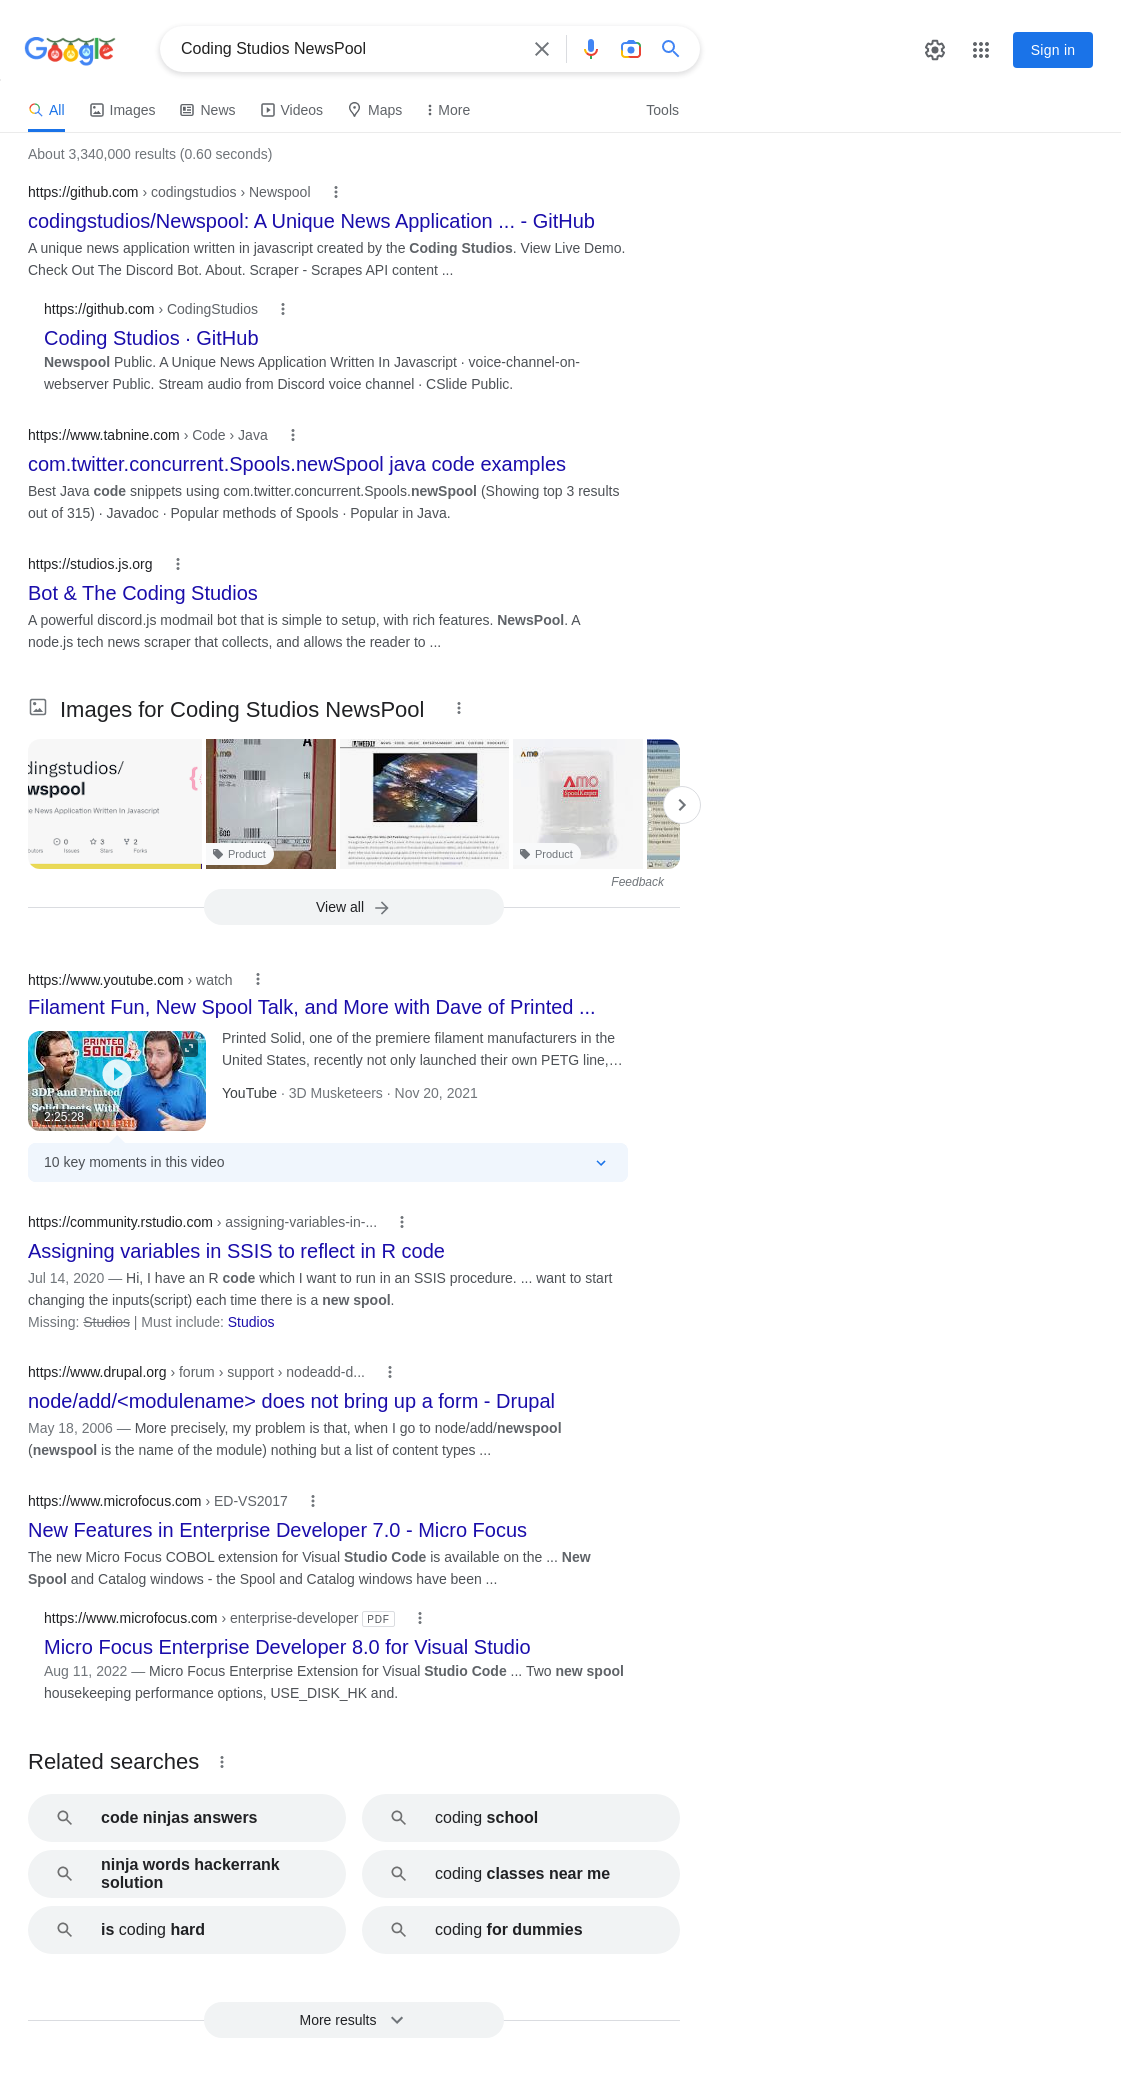 Google
Coding Studios NewsPool
Sign in
All
Images
News
Videos
Maps
More
Tools
About 3,340,000 results (0.60 seconds)
https://github.com › codingstudios › Newspool
codingstudios/Newspool: A Unique News Application ... - GitHub
A unique news application written in javascript created by the Coding Studios. View Live Demo.
Check Out The Discord Bot. About. Scraper - Scrapes API content ...
https://github.com › CodingStudios
Coding Studios · GitHub
Newspool Public. A Unique News Application Written In Javascript · voice-channel-on-
webserver Public. Stream audio from Discord voice channel · CSlide Public.
https://www.tabnine.com › Code › Java
com.twitter.concurrent.Spools.newSpool java code examples
Best Java code snippets using com.twitter.concurrent.Spools.newSpool (Showing top 3 results
out of 315) · Javadoc · Popular methods of Spools · Popular in Java.
https://studios.js.org
Bot & The Coding Studios
A powerful discord.js modmail bot that is simple to setup, with rich features. NewsPool. A
node.js tech news scraper that collects, and allows the reader to ...
Images for Coding Studios NewsPool
dingstudios/
wspool
e News Application Written In Javascript
0
Issues
3
Stars
2
Forks
AMO
Product
AMO
AMO
SpoolKeeper
Product
Feedback
View all
https://www.youtube.com › watch
Filament Fun, New Spool Talk, and More with Dave of Printed ...
PRINTED
SOLID
3DP and Printed
Solid Deets With
2:25:28
Printed Solid, one of the premiere filament manufacturers in the
United States, recently not only launched their own PETG line,...
YouTube · 3D Musketeers · Nov 20, 2021
10 key moments in this video
https://community.rstudio.com › assigning-variables-in-...
Assigning variables in SSIS to reflect in R code
Jul 14, 2020 — Hi, I have an R code which I want to run in an SSIS procedure. ... want to start
changing the inputs(script) each time there is a new spool.
Missing: Studios | Must include: Studios
https://www.drupal.org › forum › support › nodeadd-d...
node/add/<modulename> does not bring up a form - Drupal
May 18, 2006 — More precisely, my problem is that, when I go to node/add/newspool
(newspool is the name of the module) nothing but a list of content types ...
https://www.microfocus.com › ED-VS2017
New Features in Enterprise Developer 7.0 - Micro Focus
The new Micro Focus COBOL extension for Visual Studio Code is available on the ... New
Spool and Catalog windows - the Spool and Catalog windows have been ...
https://www.microfocus.com › enterprise-developer PDF
Micro Focus Enterprise Developer 8.0 for Visual Studio
Aug 11, 2022 — Micro Focus Enterprise Extension for Visual Studio Code ... Two new spool
housekeeping performance options, USE_DISK_HK and.
Related searches
code ninjas answers
coding school
ninja words hackerrank
solution
coding classes near me
is coding hard
coding for dummies
More results